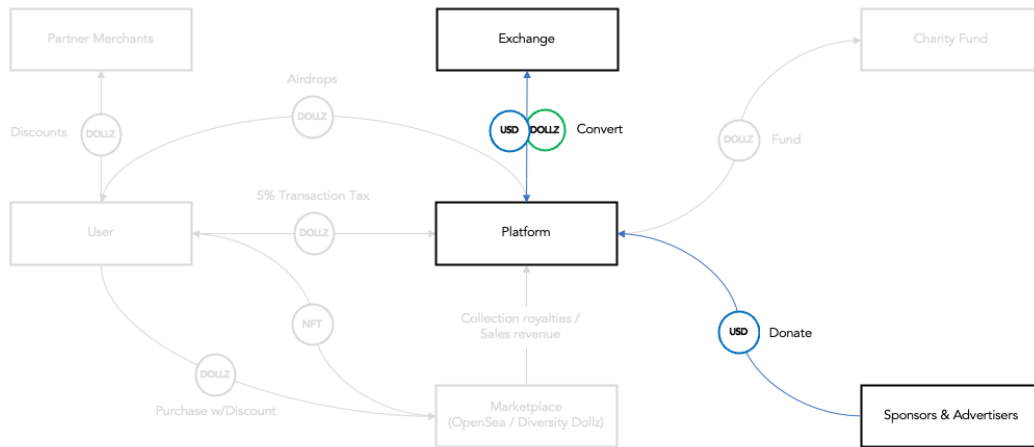 Partner Merchants
Exchange
Charity Fund
Airdrops
DOLLZ
Discounts
DOLLZ
USD
DOLLZ
Convert
DOLLZ
Fund
5% Transaction Tax
User
DOLLZ
Platform
NFT
Collection royalties /
Sales revenue
USD
Donate
DOLLZ
Purchase w/Discount
Marketplace
(OpenSea / Diversity Dollz)
Sponsors & Advertisers